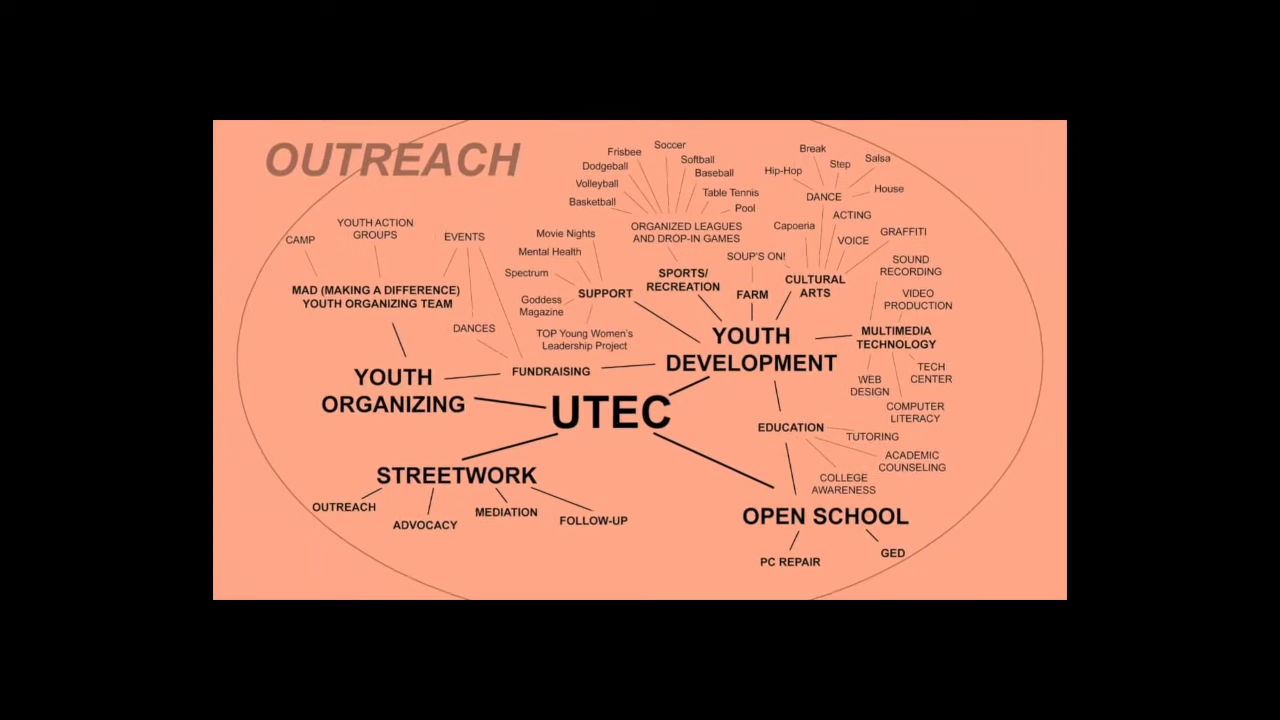 OUTREACH
Soccer
Frisbee
Softball
Dodgeball
Baseball
Volleyball
Table Tennis
Basketball
Pool
ORGANIZED LEAGUES
AND DROP-IN GAMES
Break
Step
Salsa
Hip-Hop
House
DANCE
ACTING
Capoeria
VOICE
GRAFFITI
CAMP
YOUTH ACTION
GROUPS
EVENTS
Movie Nights
Mental Health
Spectrum
Goddess
Magazine
SUPPORT
TOP Young Women's
Leadership Project
SPORTS/
RECREATION
SOUP'S ON!
FARM
CULTURAL
ARTS
SOUND
RECORDING
VIDEO
PRODUCTION
MULTIMEDIA
TECHNOLOGY
TECH
CENTER
WEB
DESIGN
COMPUTER
LITERACY
MAD (MAKING A DIFFERENCE)
YOUTH ORGANIZING TEAM
DANCES
FUNDRAISING
YOUTH
DEVELOPMENT
YOUTH
ORGANIZING
UTEC
EDUCATION
TUTORING
ACADEMIC
COUNSELING
COLLEGE
AWARENESS
STREETWORK
OUTREACH
ADVOCACY
MEDIATION
FOLLOW-UP
OPEN SCHOOL
PC REPAIR
GED